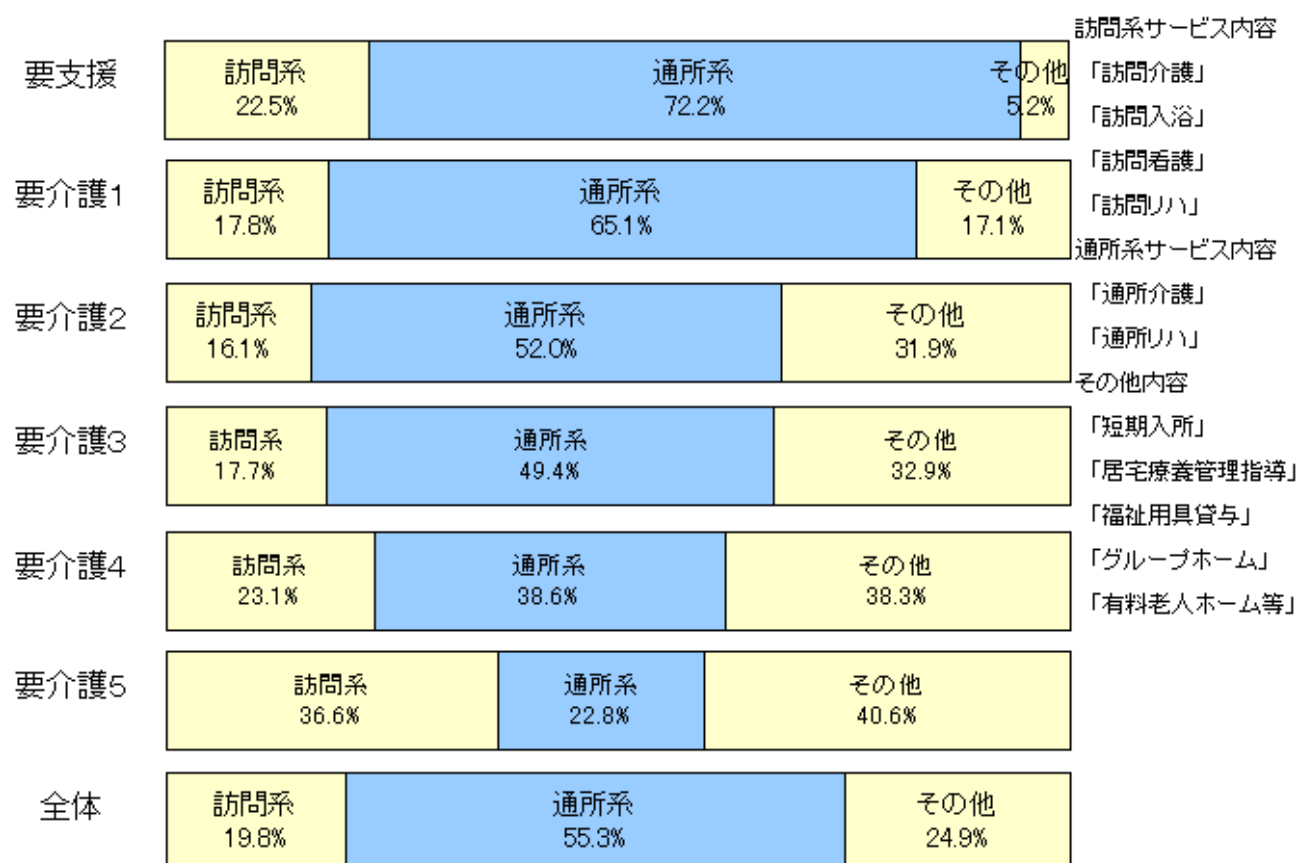 要支援
訪問系
22.5%
通所系
72.2%
その他
5.2%
要介護1
訪問系
17.8%
通所系
65.1%
その他
17.1%
要介護2
訪問系
16.1%
通所系
52.0%
その他
31.9%
要介護3
訪問系
17.7%
通所系
49.4%
その他
32.9%
要介護4
訪問系
23.1%
通所系
38.6%
その他
38.3%
要介護5
訪問系
36.6%
通所系
22.8%
その他
40.6%
全体
訪問系
19.8%
通所系
55.3%
その他
24.9%
訪問系サービス内容
「訪問介護」
「訪問入浴」
「訪問看護」
「訪問リハ」
通所系サービス内容
「通所介護」
「通所リハ」
その他内容
「短期入所」
「居宅療養管理指導」
「福祉用具貸与」
「グループホーム」
「有料老人ホーム等」